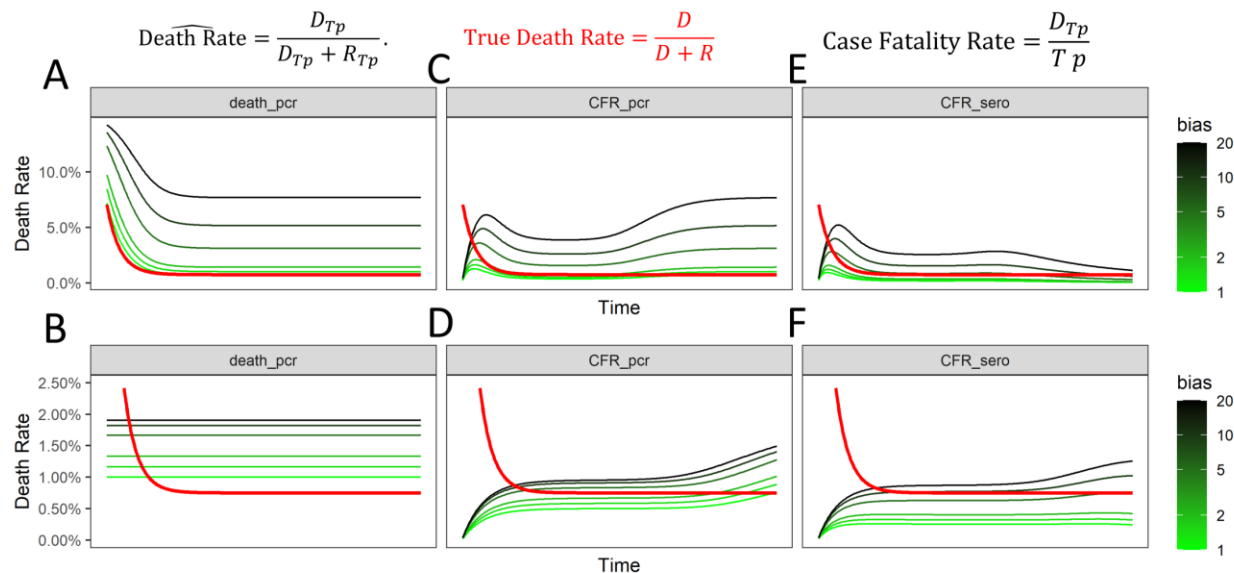 Death Rate = D_Tp / (D_Tp + R_Tp).
True Death Rate = D / (D + R)
Case Fatality Rate = D_Tp / T p
A
C
E
death_pcr
CFR_pcr
CFR_sero
Death Rate
10.0%
5.0%
0.0%
Time
bias
20
10
5
2
1
B
D
F
death_pcr
CFR_pcr
CFR_sero
Death Rate
2.50%
2.00%
1.50%
1.00%
0.50%
0.00%
Time
bias
20
10
5
2
1